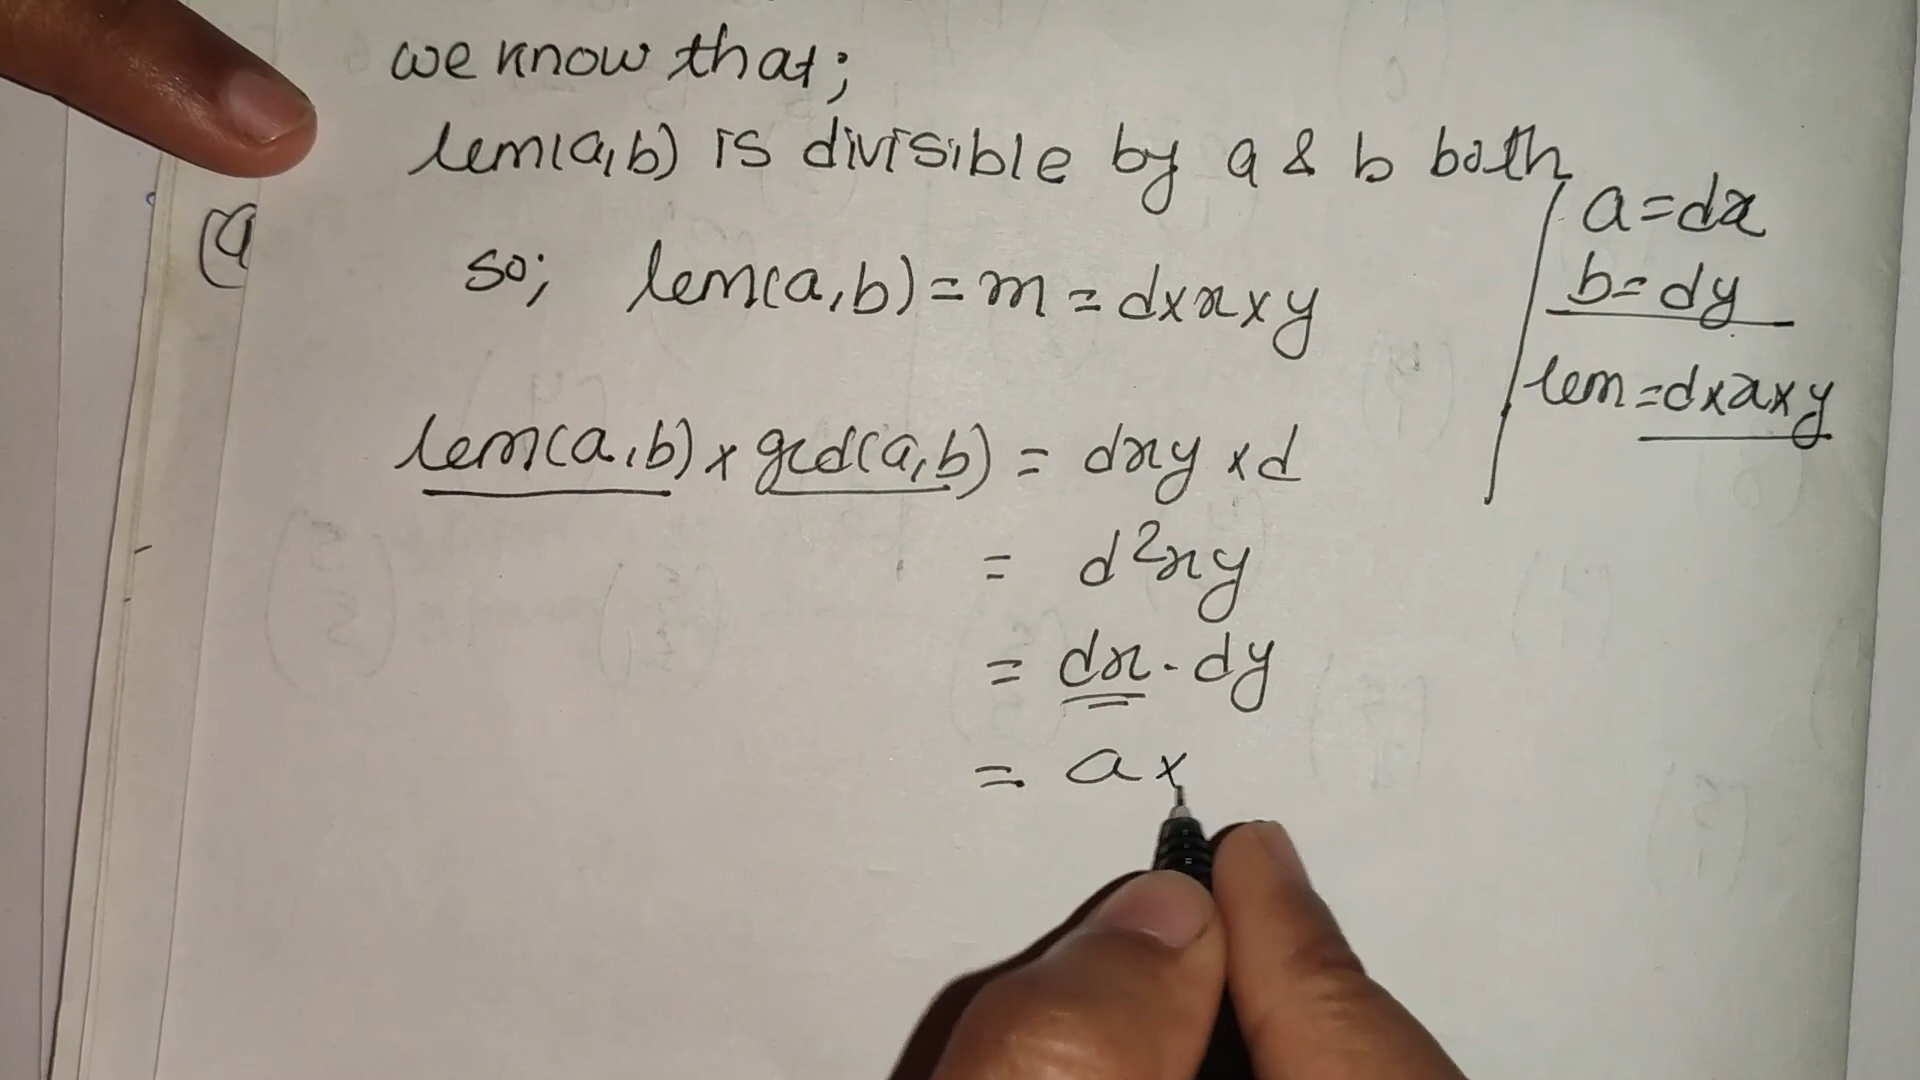 we know that;
lcm(a,b) is divisible by a & b both
so; lcm(a,b) = m = d×x×y
a=dx
b=dy
lcm = d×x×y
lcm(a,b) × gcd(a,b) = dxy × d
= d²xy
= dx · dy
= a ×
(a